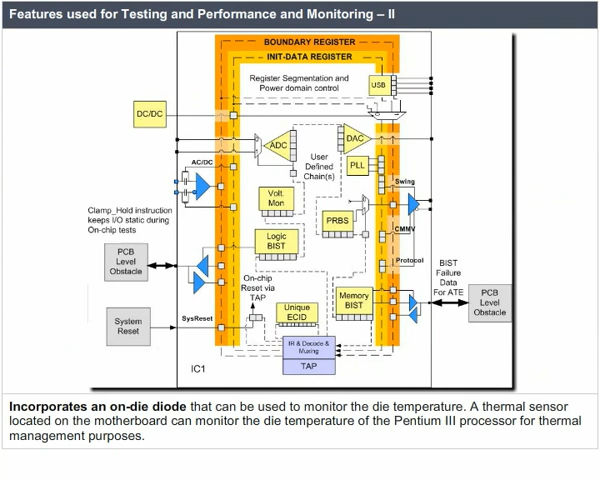 Features used for Testing and Performance and Monitoring – II
BOUNDARY REGISTER
INIT-DATA REGISTER
Register Segmentation and
Power domain control
USB
DC/DC
ADC
DAC
AC/DC
User
Defined
Chain(s)
PLL
Swing
Volt.
Mon
PRBS
Clamp_Hold instruction
keeps I/O static during
On-chip tests
Logic
BIST
CMMV
PCB
Level
Obstacle
Protocol
BIST
Failure
Data
For ATE
On-chip
Reset via
TAP
Memory
BIST
PCB
Level
Obstacle
Unique
ECID
System
Reset
SysReset
IR & Decode &
Muxing
TAP
IC1
Incorporates an on-die diode that can be used to monitor the die temperature. A thermal sensor
located on the motherboard can monitor the die temperature of the Pentium III processor for thermal
management purposes.